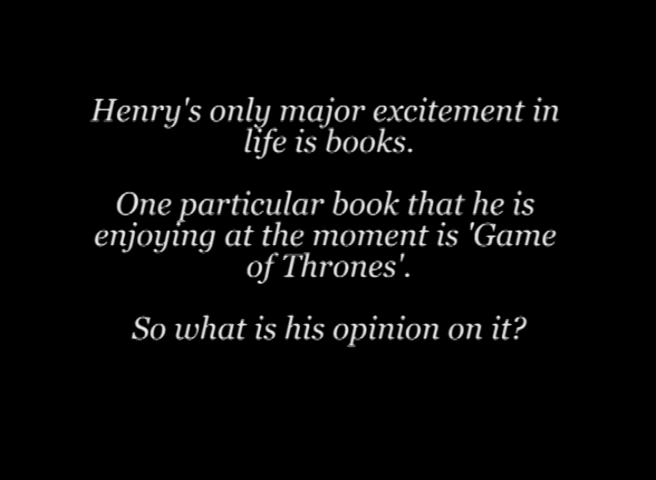 Henry's only major excitement in
life is books.
One particular book that he is
enjoying at the moment is 'Game
of Thrones'.
So what is his opinion on it?